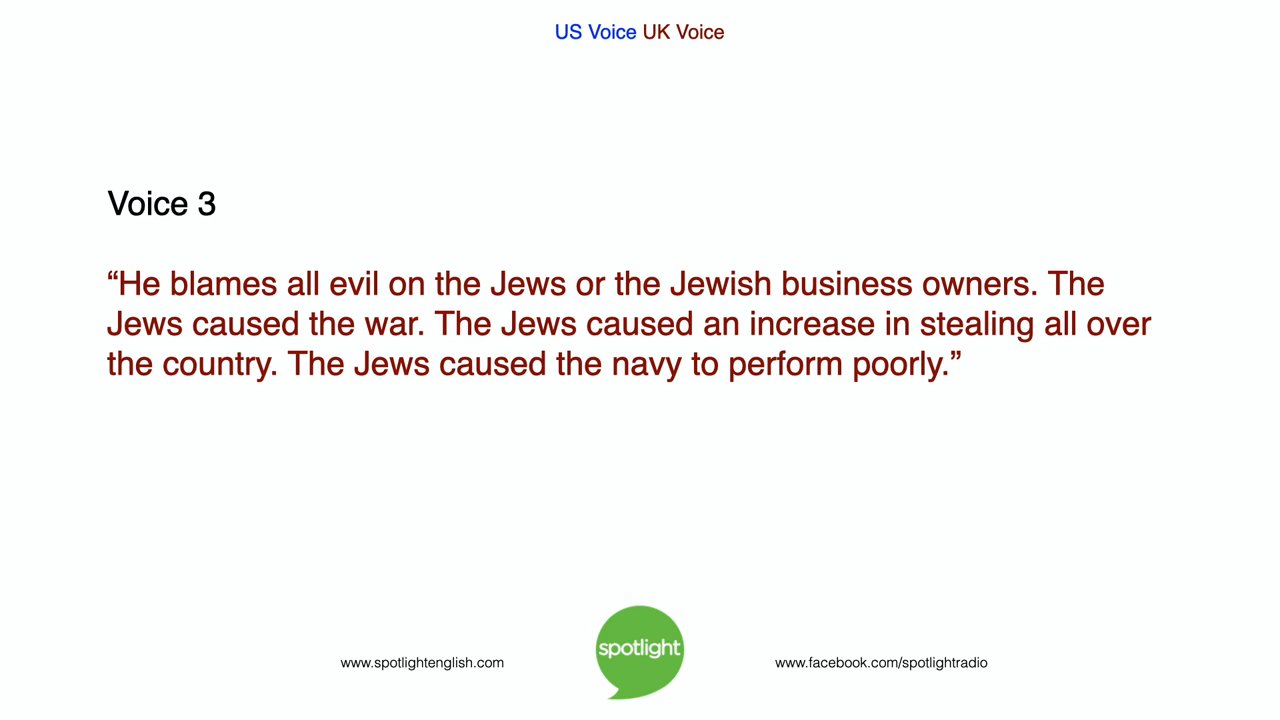 US Voice UK Voice
Voice 3
“He blames all evil on the Jews or the Jewish business owners. The
Jews caused the war. The Jews caused an increase in stealing all over
the country. The Jews caused the navy to perform poorly.”
www.spotlightenglish.com
spotlight
www.facebook.com/spotlightradio